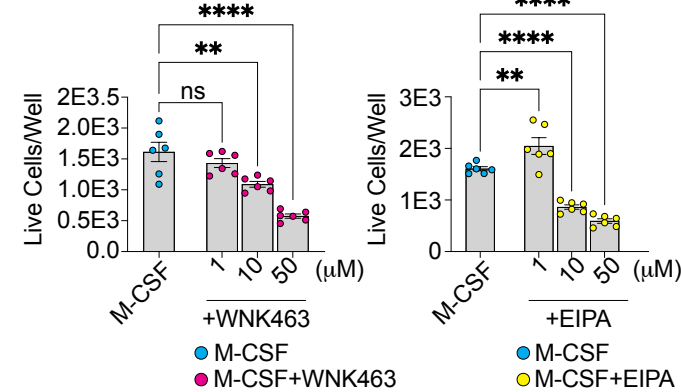 ****
**
ns
Live Cells/Well
2E3.5
2.0E3
1.5E3
1.0E3
0.5E3
0.0
M-CSF
1
10
50
(μM)
+WNK463
M-CSF
M-CSF+WNK463
****
****
**
Live Cells/Well
3E3
2E3
1E3
0
M-CSF
1
10
50
(μM)
+EIPA
M-CSF
M-CSF+EIPA